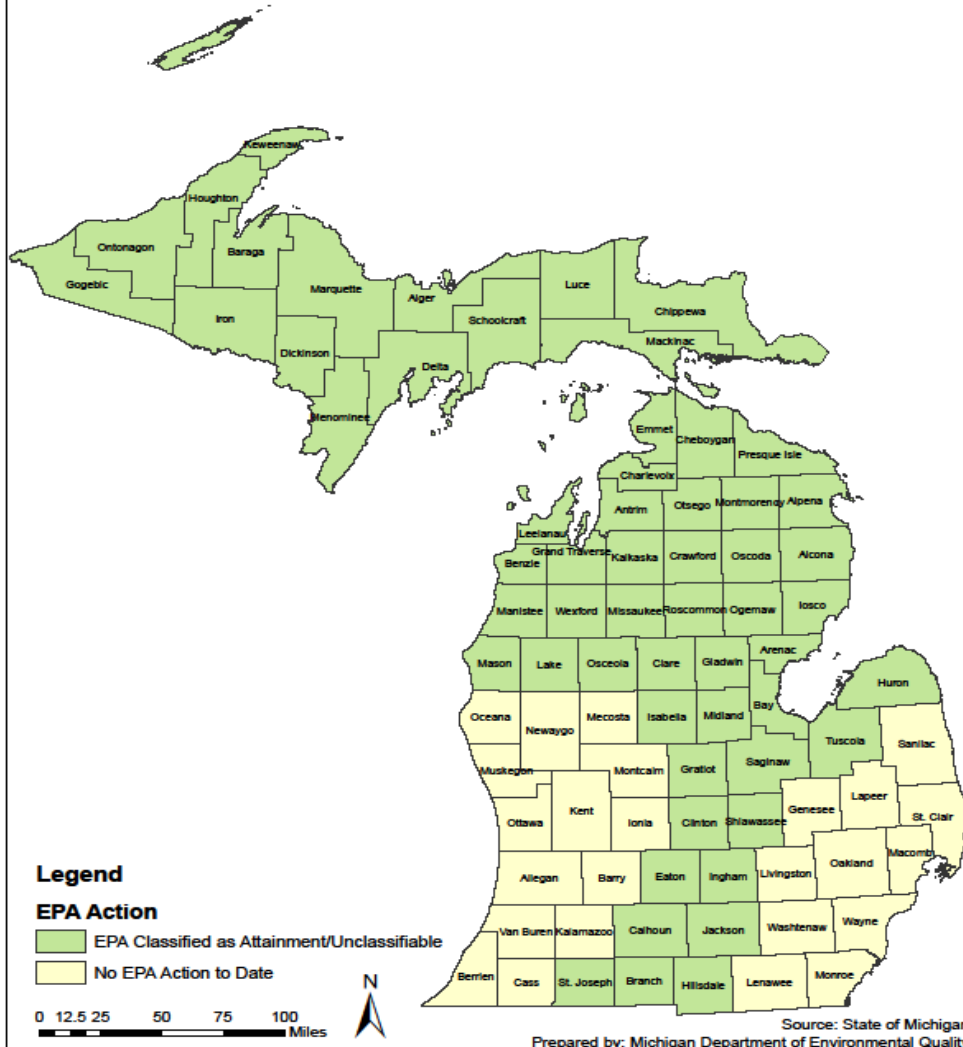 Keweenaw
Houghton
Ontonagon
Baraga
Gogebic
Marquette
Luce
Alger
Chippewa
Schoolcraft
Iron
Mackinac
Dickinson
Delta
Menominee
Emmet
Cheboygan
Presque Isle
Charlevoix
Antrim
Otsego
Montmorency
Alpena
Leelanau
Grand Traverse
Benzie
Kalkaska
Crawford
Oscoda
Alcona
Manistee
Wexford
Missaukee
Roscommon
Ogemaw
Iosco
Arenac
Mason
Lake
Osceola
Clare
Gladwin
Huron
Oceana
Newaygo
Mecosta
Isabella
Midland
Bay
Tuscola
Sanilac
Muskegon
Montcalm
Gratiot
Saginaw
Lapeer
Genesee
St. Clair
Ottawa
Kent
Ionia
Clinton
Shiawassee
Oakland
Macomb
Allegan
Barry
Eaton
Ingham
Livingston
Van Buren
Kalamazoo
Calhoun
Jackson
Washtenaw
Wayne
Berrien
Cass
St. Joseph
Branch
Hillsdale
Lenawee
Monroe
Legend
EPA Action
EPA Classified as Attainment/Unclassifiable
No EPA Action to Date
N
0 12.5 25 50 75 100
Miles
Source: State of Michigan
Prepared by: Michigan Department of Environmental Quality